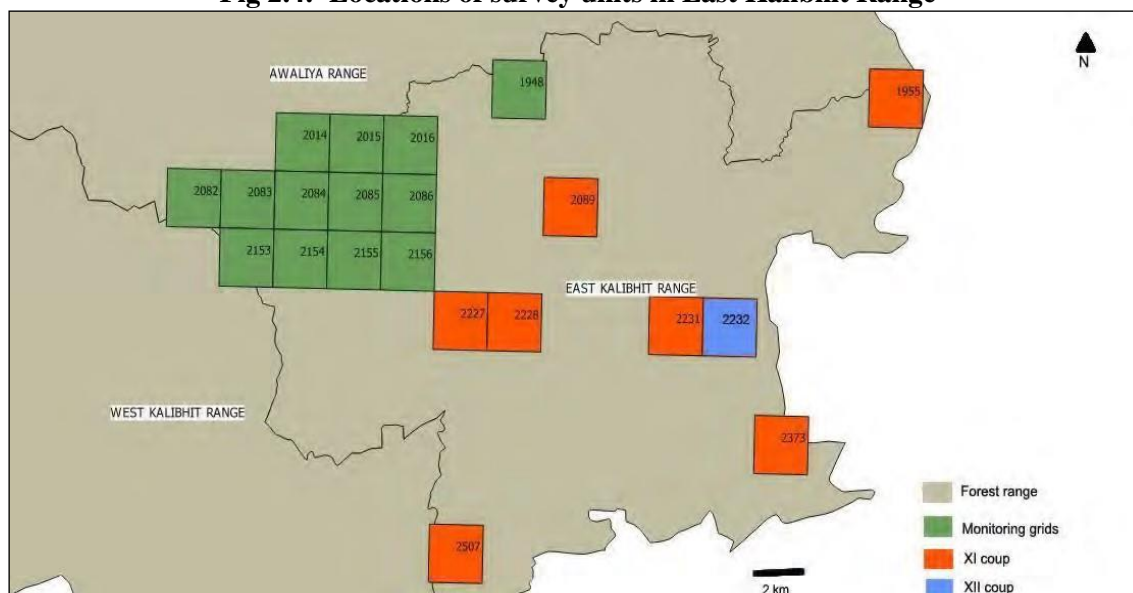 Fig 2.4: Locations of survey units in East Kalibhit Range
N
AWALIYA RANGE
1948
1955
2014 2015 2016
2082 2083 2084 2085 2086
2089
2153 2154 2155 2156
EAST KALIBHIT RANGE
2227 2228
2231 2232
WEST KALIBHIT RANGE
2373
Forest range
Monitoring grids
2507
XI coup
2 km
XII coup